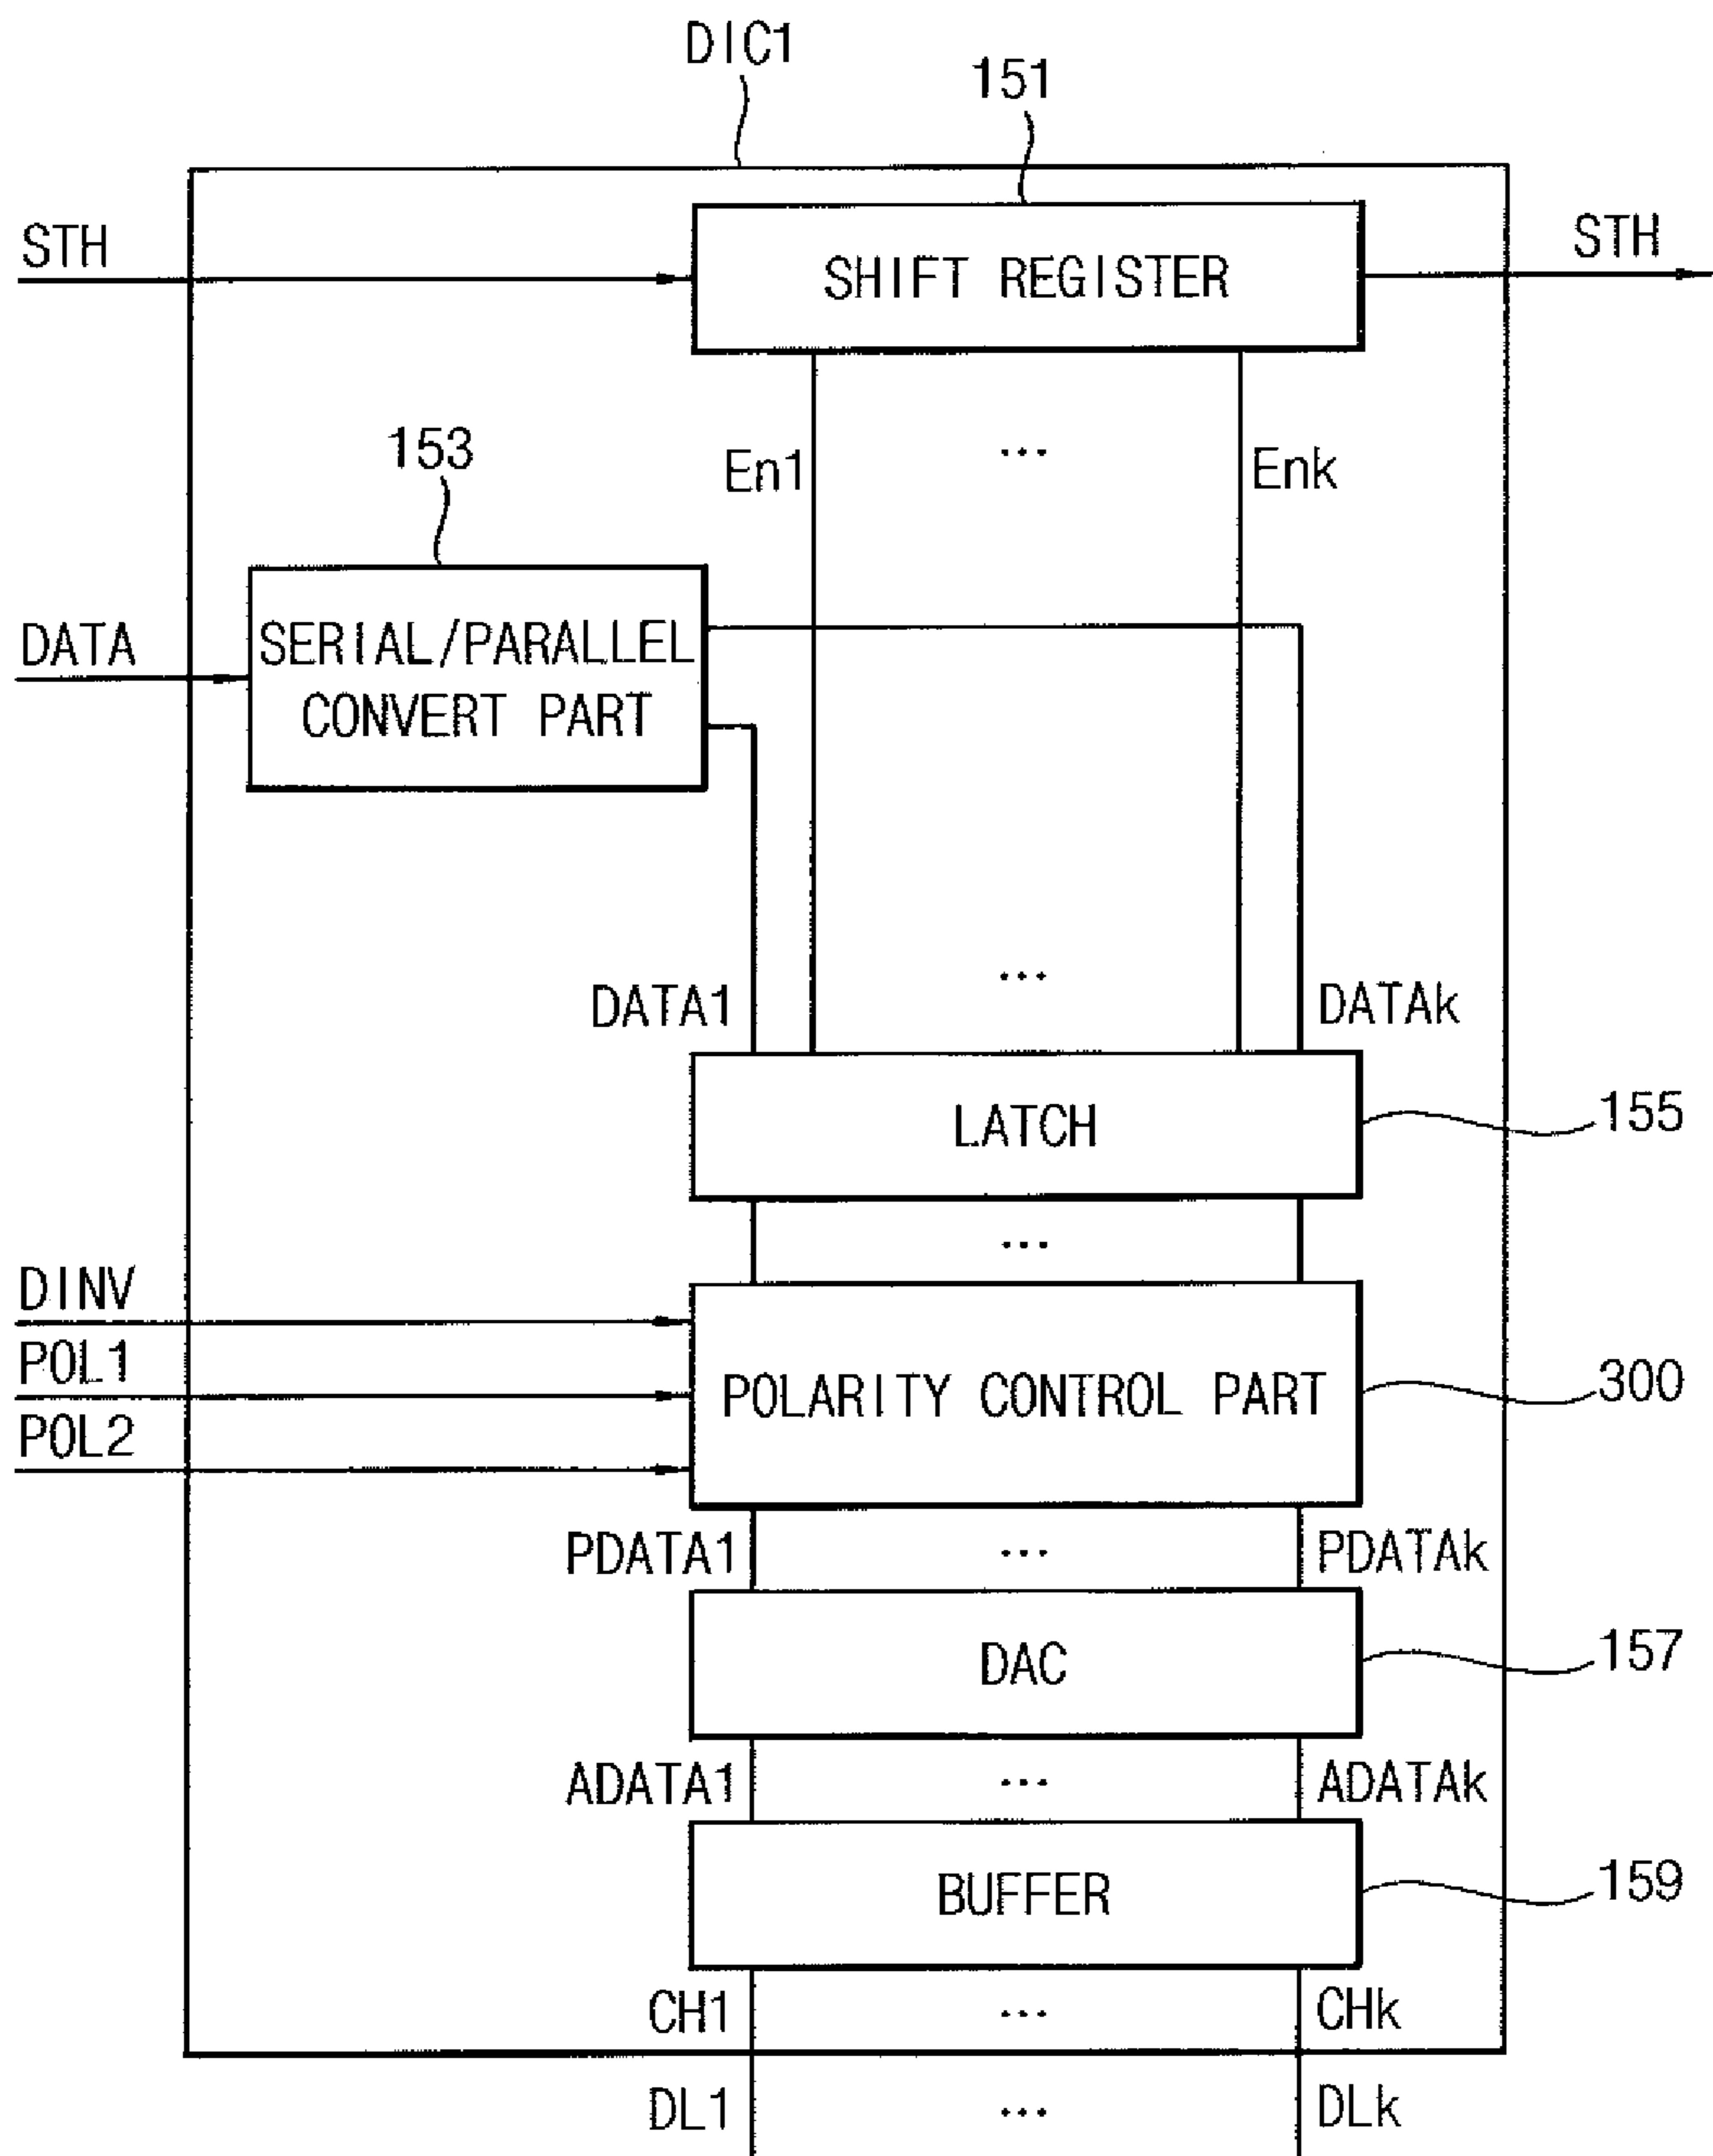 DIC1
151
STH
SHIFT REGISTER
STH
153
En1
...
Enk
DATA
SERIAL/PARALLEL
CONVERT PART
...
DATA1
DATAk
LATCH
155
...
DINV
POL1
POL2
POLARITY CONTROL PART
300
PDATA1
...
PDATAk
DAC
157
ADATA1
...
ADATAk
BUFFER
159
CH1
...
CHk
DL1
...
DLk